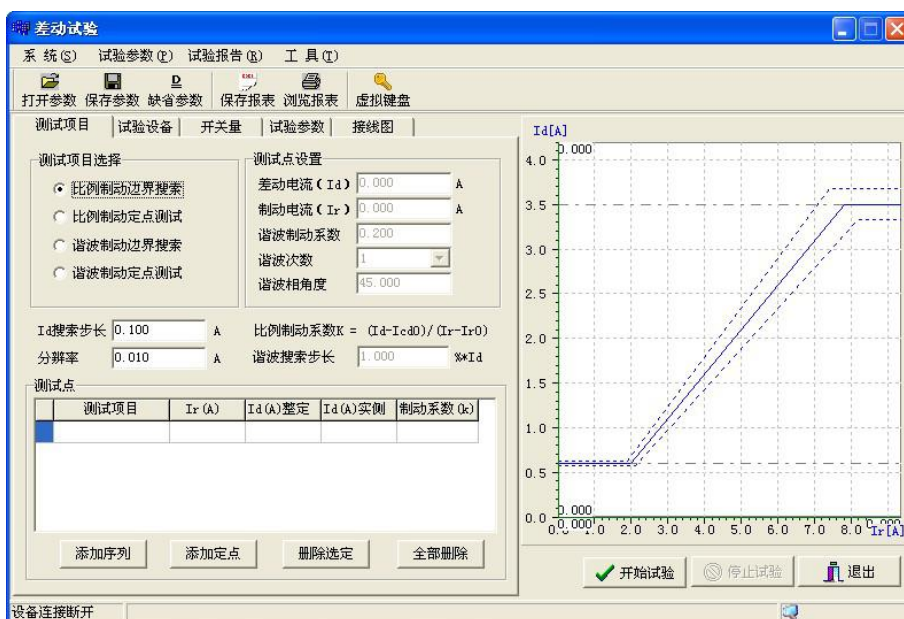 差动试验
系 统(S) 试验参数(P) 试验报告(R) 工 具(T)
打开参数 保存参数 缺省参数 保存报表 浏览报表 虚拟键盘
测试项目 试验设备 开关量 试验参数 接线图
测试项目选择
比例制动边界搜索
比例制动定点测试
谐波制动边界搜索
谐波制动定点测试
测试点设置
差动电流(Id) 0.000 A
制动电流(Ir) 0.000 A
谐波制动系数 0.200
谐波次数 1
谐波相角度 45.000
Id搜索步长 0.100 A 比例制动系数K = (Id-Icd0)/(Ir-Ir0)
分辨率 0.010 A 谐波搜索步长 1.000 %*Id
测试点
测试项目 Ir(A) Id(A)整定 Id(A)实侧 制动系数(k)
添加序列 添加定点 删除选定 全部删除
Id[A]
0.000
4.0
3.5
3.0
2.5
2.0
1.5
1.0
0.5
0.0
0.000
0.000 1.0 2.0 3.0 4.0 5.0 6.0 7.0 8.0 Ir[A]
开始试验 停止试验 退出
设备连接断开